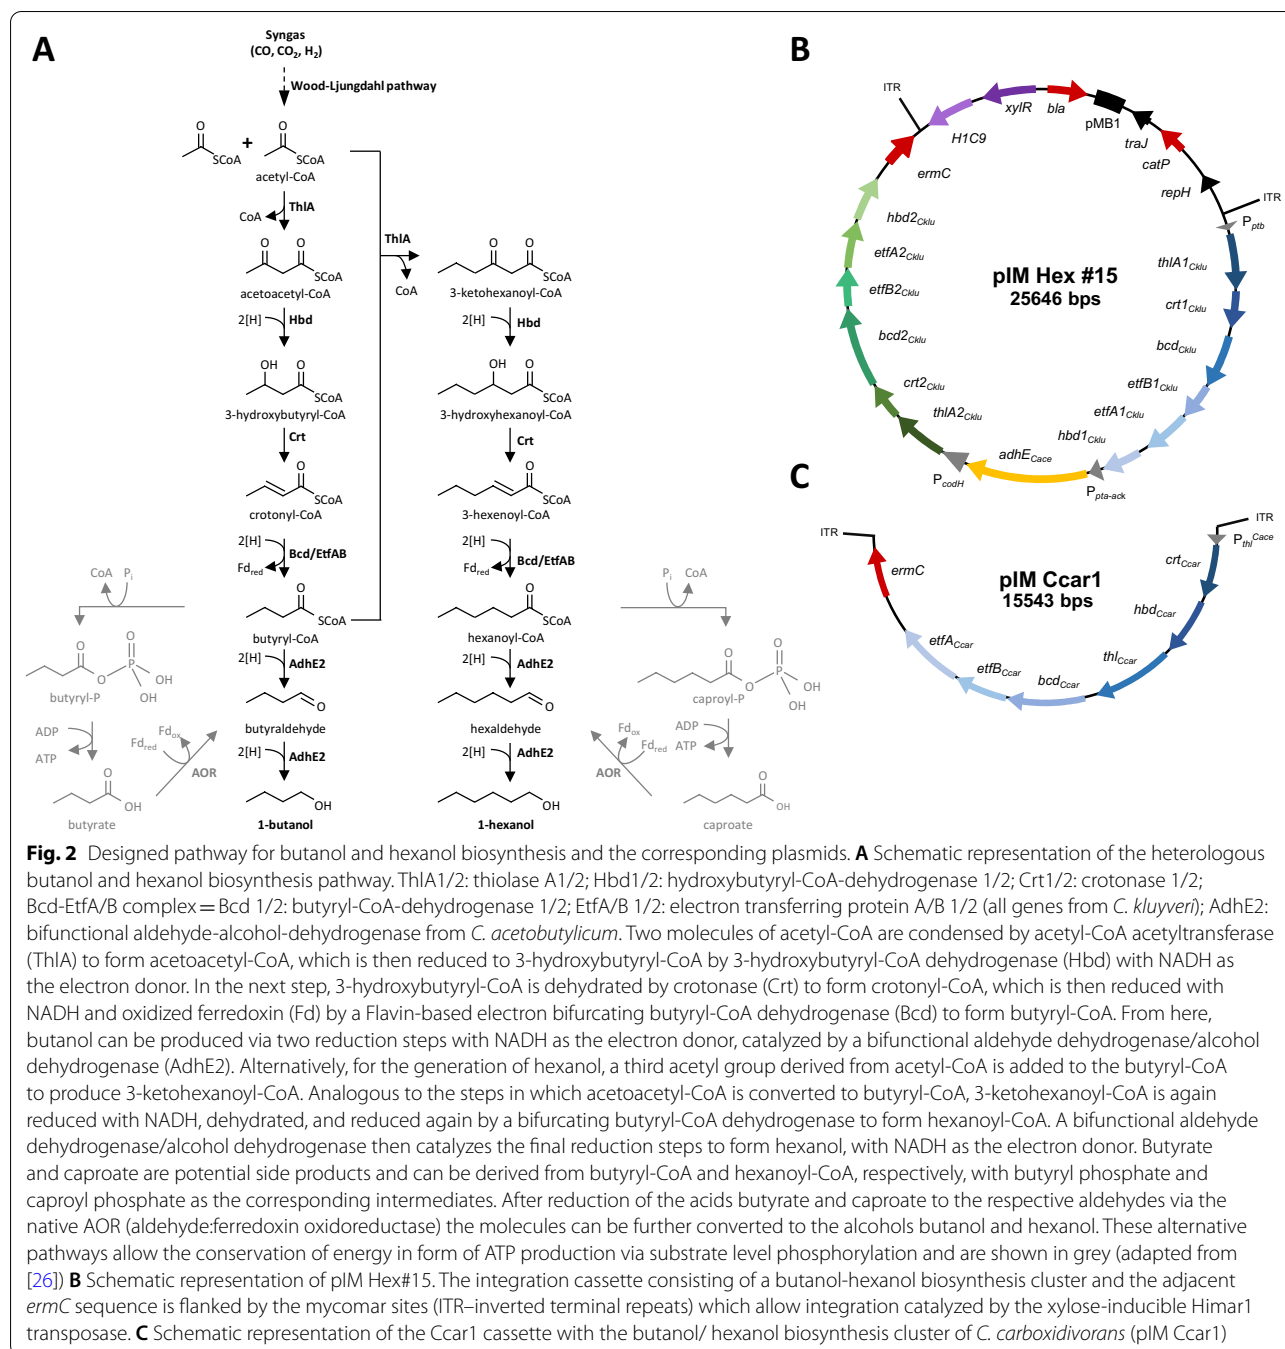 A
Syngas
(CO, CO2, H2)
Wood-Ljungdahl pathway
O
SCoA
+
O
SCoA
acetyl-CoA
CoA
ThlA
O O
SCoA
acetoacetyl-CoA
2[H]
Hbd
OH O
SCoA
3-hydroxybutyryl-CoA
Crt
O
SCoA
crotonyl-CoA
2[H]
Bcd/EtfAB
Fdred
O
SCoA
butyryl-CoA
2[H]
AdhE2
O
butyraldehyde
2[H]
AdhE2
OH
1-butanol
ThlA
CoA
O O
SCoA
3-ketohexanoyl-CoA
2[H]
Hbd
OH O
SCoA
3-hydroxyhexanoyl-CoA
Crt
O
SCoA
3-hexenoyl-CoA
2[H]
Bcd/EtfAB
Fdred
O
SCoA
hexanoyl-CoA
2[H]
AdhE2
O
hexaldehyde
2[H]
AdhE2
OH
1-hexanol
CoA Pi
O O
O P OH
OH
butyryl-P
ADP
ATP
Fdox
Fdred
AOR
O
OH
butyrate
Pi CoA
O O
O P OH
OH
caproyl-P
ADP
ATP
Fdox
Fdred
AOR
O
OH
caproate
B
ITR
xylR
bla
pMB1
traJ
catP
repH
ITR
Pptb
thlA1Cklu
crt1Cklu
bcdCklu
etfB1Cklu
etfA1Cklu
hbd1Cklu
Ppta-ack
adhECace
PcodH
thlA2Cklu
crt2Cklu
bcd2Cklu
etfB2Cklu
etfA2Cklu
hbd2Cklu
ermC
H1C9
pIM Hex #15
25646 bps
C
ITR
ITR
PthlCace
crtCcar
hbdCcar
thlCcar
bcdCcar
etfBCcar
etfACcar
ermC
pIM Ccar1
15543 bps
Fig. 2 Designed pathway for butanol and hexanol biosynthesis and the corresponding plasmids. A Schematic representation of the heterologous
butanol and hexanol biosynthesis pathway. ThlA1/2: thiolase A1/2; Hbd1/2: hydroxybutyryl-CoA-dehydrogenase 1/2; Crt1/2: crotonase 1/2;
Bcd-EtfA/B complex = Bcd 1/2: butyryl-CoA-dehydrogenase 1/2; EtfA/B 1/2: electron transferring protein A/B 1/2 (all genes from C. kluyveri); AdhE2:
bifunctional aldehyde-alcohol-dehydrogenase from C. acetobutylicum. Two molecules of acetyl-CoA are condensed by acetyl-CoA acetyltransferase
(ThlA) to form acetoacetyl-CoA, which is then reduced to 3-hydroxybutyryl-CoA by 3-hydroxybutyryl-CoA dehydrogenase (Hbd) with NADH as
the electron donor. In the next step, 3-hydroxybutyryl-CoA is dehydrated by crotonase (Crt) to form crotonyl-CoA, which is then reduced with
NADH and oxidized ferredoxin (Fd) by a Flavin-based electron bifurcating butyryl-CoA dehydrogenase (Bcd) to form butyryl-CoA. From here,
butanol can be produced via two reduction steps with NADH as the electron donor, catalyzed by a bifunctional aldehyde dehydrogenase/alcohol
dehydrogenase (AdhE2). Alternatively, for the generation of hexanol, a third acetyl group derived from acetyl-CoA is added to the butyryl-CoA
to produce 3-ketohexanoyl-CoA. Analogous to the steps in which acetoacetyl-CoA is converted to butyryl-CoA, 3-ketohexanoyl-CoA is again
reduced with NADH, dehydrated, and reduced again by a bifurcating butyryl-CoA dehydrogenase to form hexanoyl-CoA. A bifunctional aldehyde
dehydrogenase/alcohol dehydrogenase then catalyzes the final reduction steps to form hexanol, with NADH as the electron donor. Butyrate
and caproate are potential side products and can be derived from butyryl-CoA and hexanoyl-CoA, respectively, with butyryl phosphate and
caproyl phosphate as the corresponding intermediates. After reduction of the acids butyrate and caproate to the respective aldehydes via the
native AOR (aldehyde:ferredoxin oxidoreductase) the molecules can be further converted to the alcohols butanol and hexanol. These alternative
pathways allow the conservation of energy in form of ATP production via substrate level phosphorylation and are shown in grey (adapted from
[26]) B Schematic representation of pIM Hex#15. The integration cassette consisting of a butanol-hexanol biosynthesis cluster and the adjacent
ermC sequence is flanked by the mycomar sites (ITR–inverted terminal repeats) which allow integration catalyzed by the xylose-inducible Himar1
transposase. C Schematic representation of the Ccar1 cassette with the butanol/ hexanol biosynthesis cluster of C. carboxidivorans (pIM Ccar1)